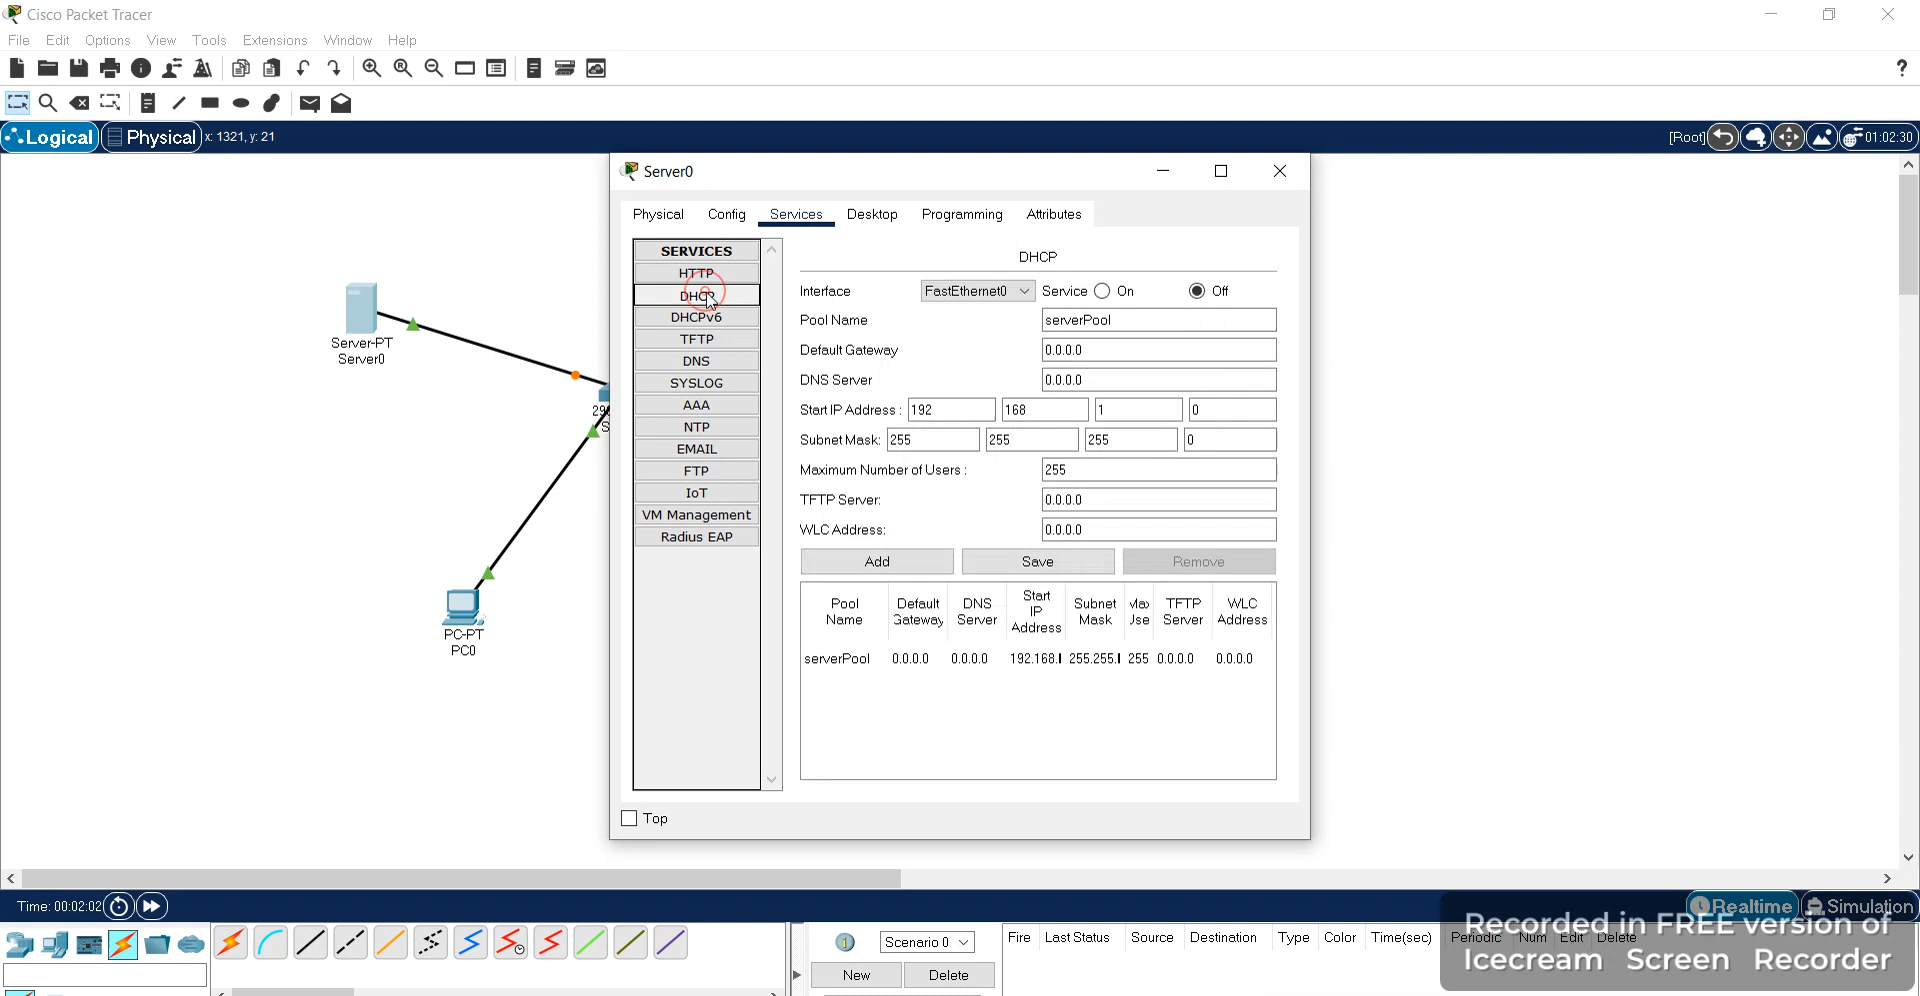 Cisco Packet Tracer
File Edit Options View Tools Extensions Window Help
?
Logical Physical x: 1321, y: 21 [Root] 01:02:30
Server0
Physical Config Services Desktop Programming Attributes
SERVICES
HTTP
DHCP
DHCPv6
TFTP
DNS
SYSLOG
AAA
NTP
EMAIL
FTP
IoT
VM Management
Radius EAP
DHCP
Interface FastEthernet0 Service On Off
Pool Name serverPool
Default Gateway 0.0.0.0
DNS Server 0.0.0.0
Start IP Address : 192 168 1 0
Subnet Mask: 255 255 255 0
Maximum Number of Users : 255
TFTP Server: 0.0.0.0
WLC Address: 0.0.0.0
Add Save Remove
Pool Name Default Gateway DNS Server Start IP Address Subnet Mask TFTP Server WLC Address
serverPool 0.0.0.0 0.0.0.0 192.168. 255.255. 255 0.0.0.0 0.0.0.0
Top
Server-PT
Server0
29
S
PC-PT
PC0
Time: 00:02:02 Realtime Simulation
Scenario 0
New Delete
Fire Last Status Source Destination Type Color Time(sec) Periodic Num Edit Delete
Recorded in FREE version of
Icecream Screen Recorder